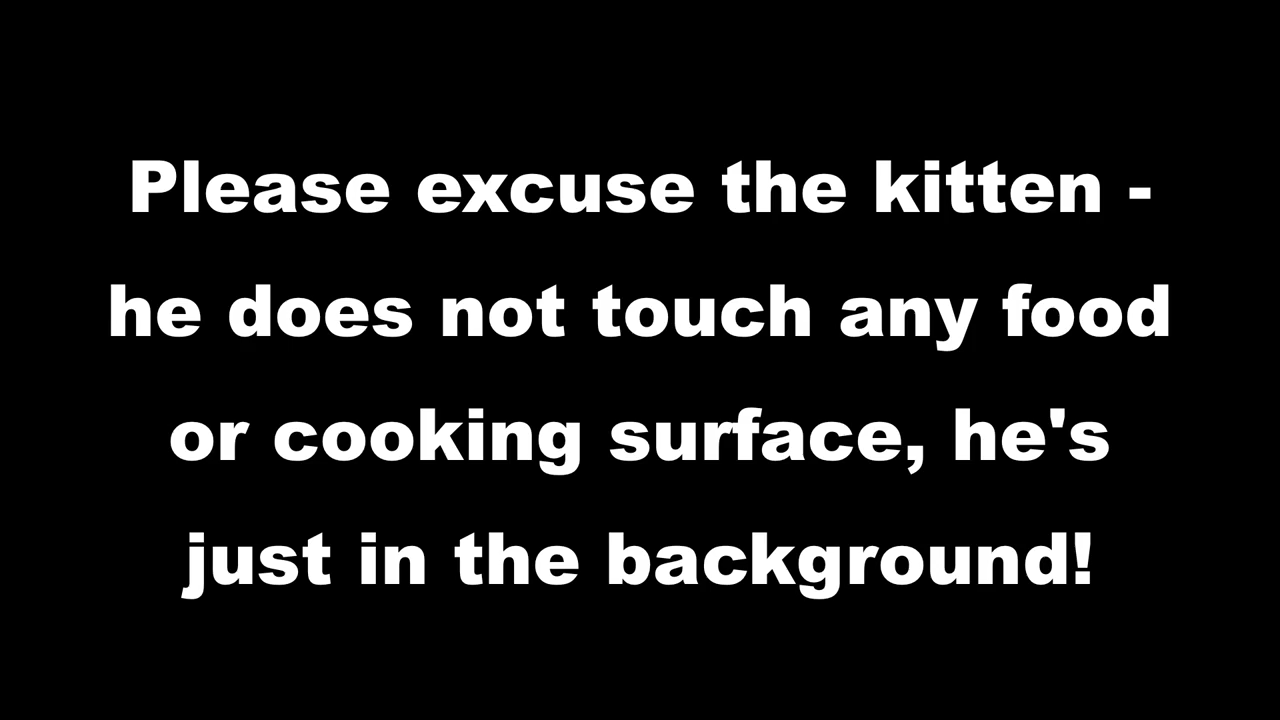 Please excuse the kitten -
he does not touch any food
or cooking surface, he's
just in the background!